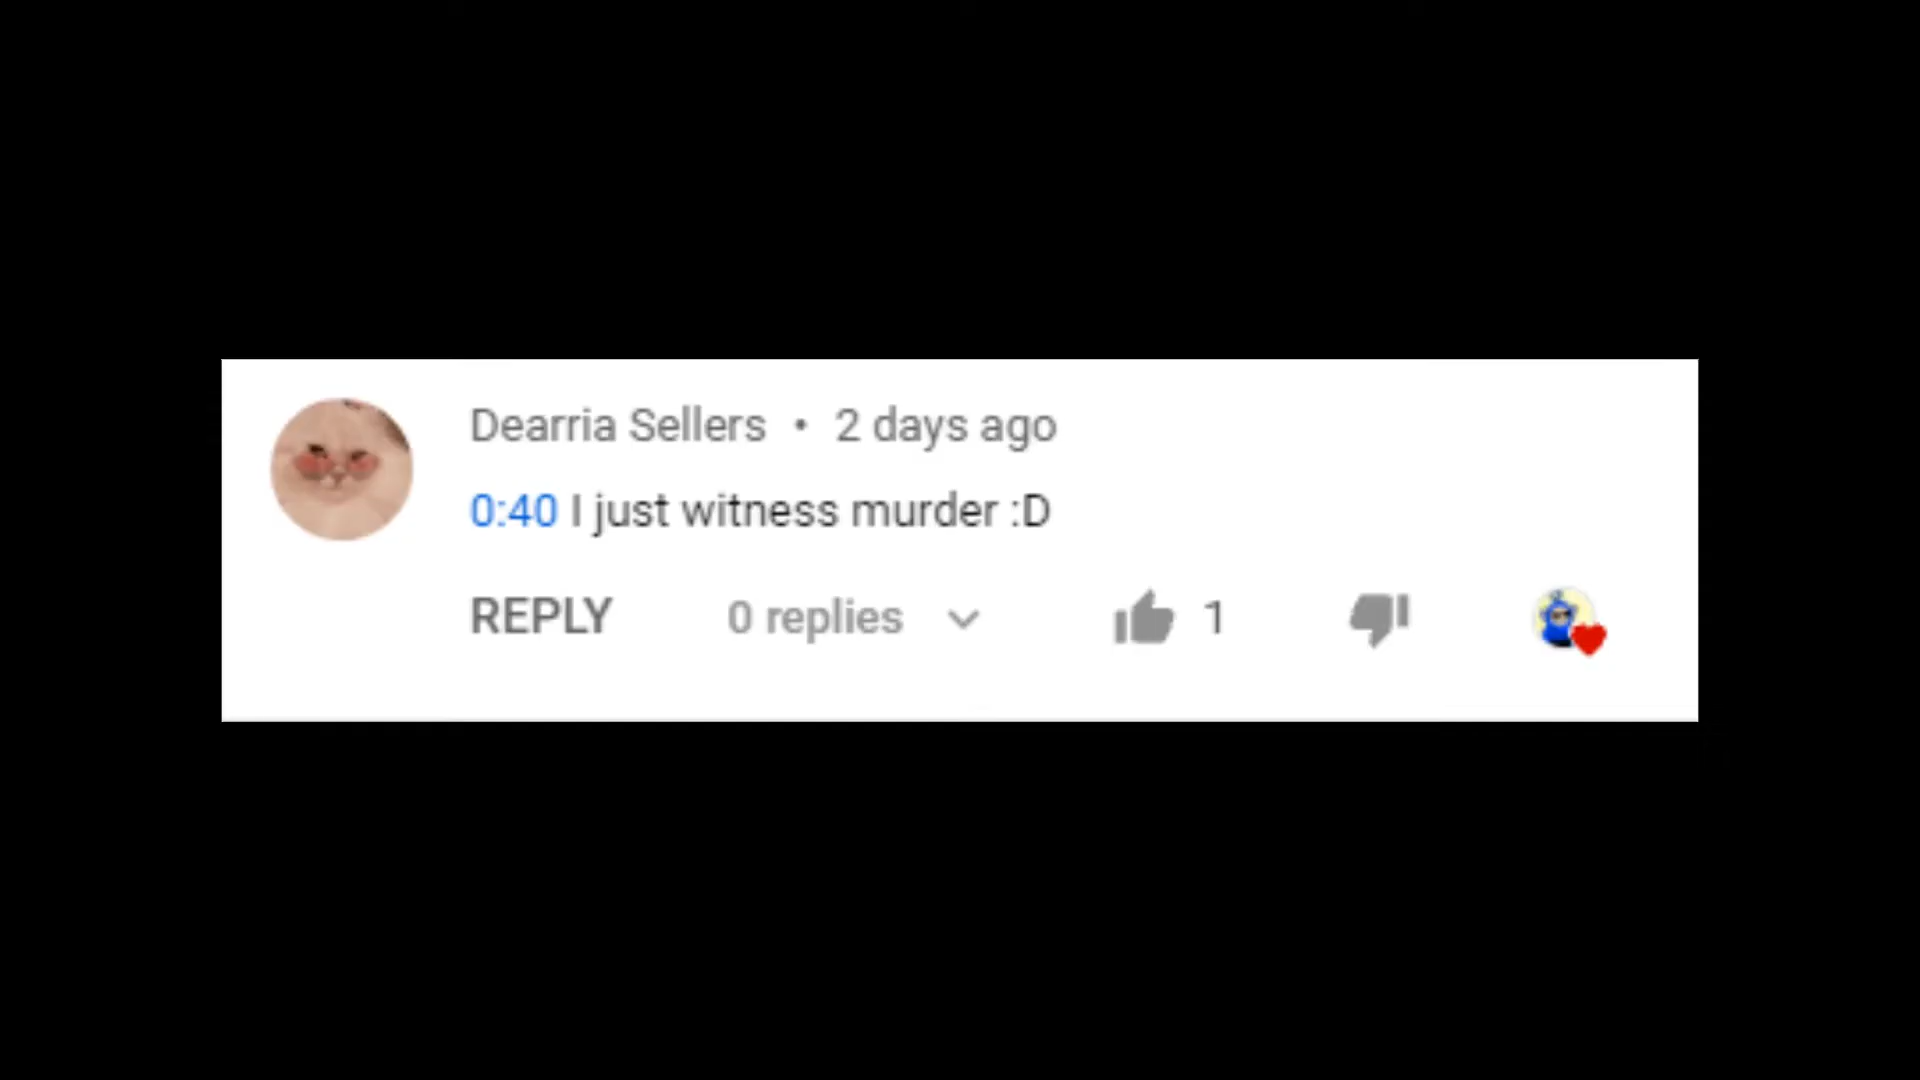 Dearria Sellers • 2 days ago
0:40 I just witness murder :D
REPLY 0 replies 1